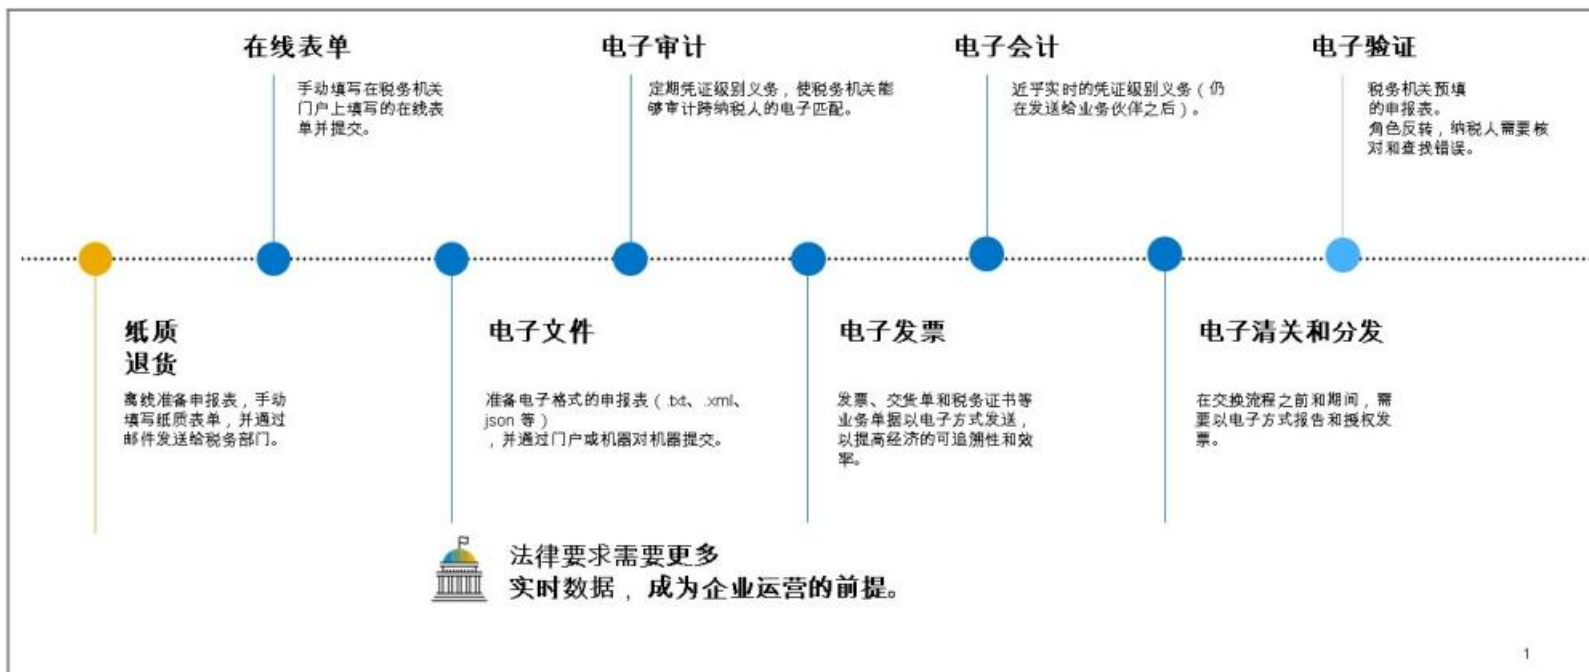 在线表单
手动填写在税务机关
门户上填写的在线表
单并提交。
电子审计
定期凭证级别义务，使税务机关能
够审计跨纳税人的电子匹配。
电子会计
近乎实时的凭证级别义务（仍
在发送给业务伙伴之后）。
电子验证
税务机关预填
的申报表。
角色反转，纳税人需要核
对和查找错误。
纸质
退货
离线准备申报表，手动
填写纸质表单，并通过
邮件发送给税务部门。
电子文件
准备电子格式的申报表（.txt、.xml、
json 等）
，并通过门户或机器对机器提交。
电子发票
发票、交货单和税务证书等
业务单据以电子方式发送，
以提高经济的可追溯性和效
率。
电子清关和分发
在交换流程之前和期间，需
要以电子方式报告和授权发
票。
法律要求需要更多
实时数据，成为企业运营的前提。
1